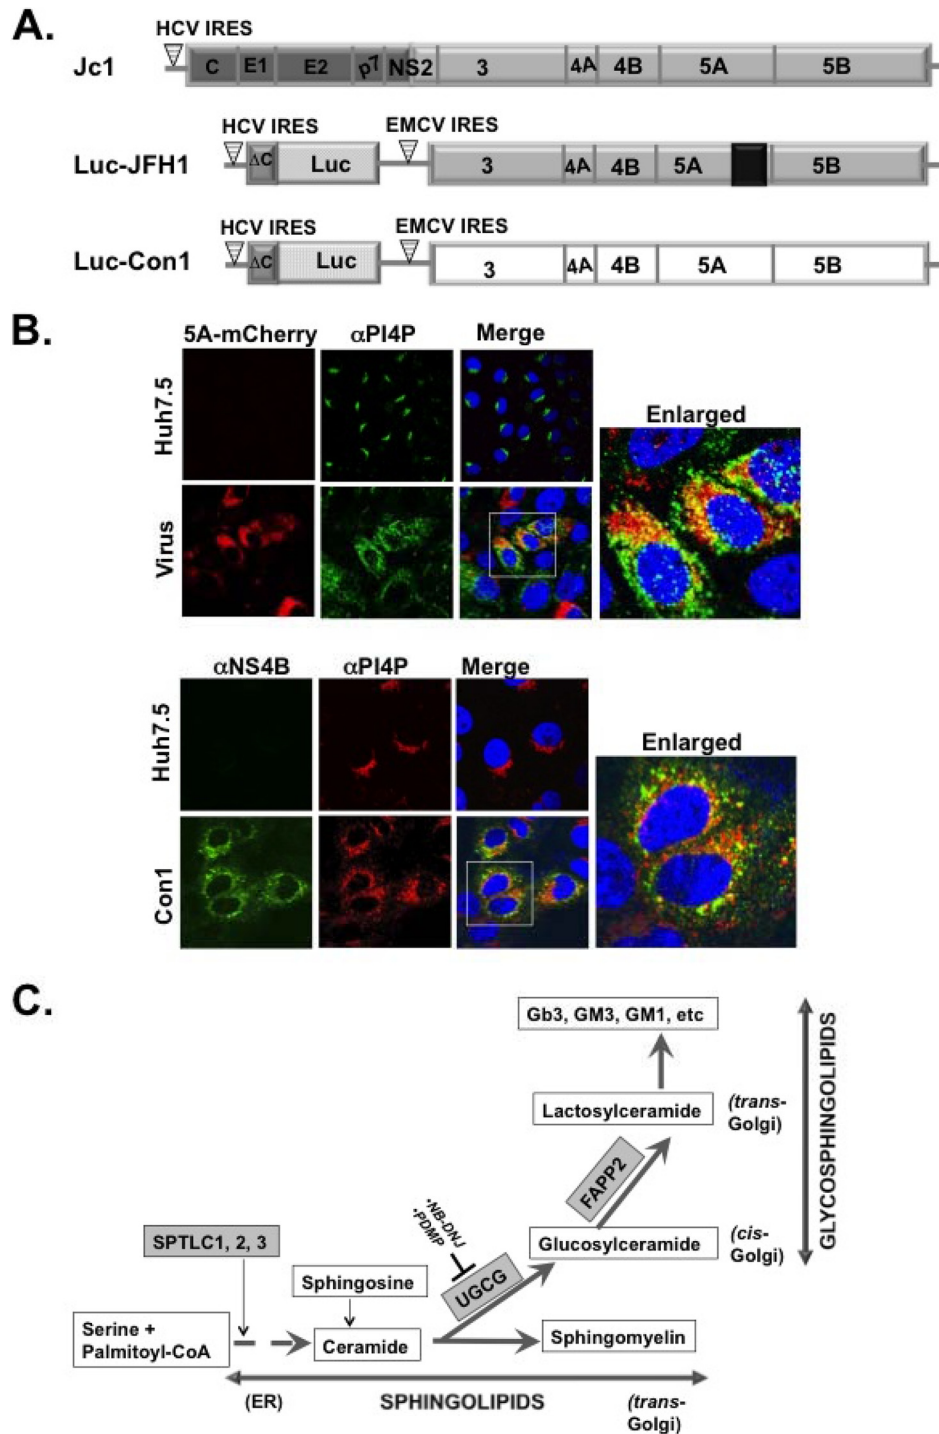 A.
HCV IRES
Jc1
C E1 E2 p7 NS2 3 4A 4B 5A 5B
HCV IRES EMCV IRES
Luc-JFH1
ΔC Luc 3 4A 4B 5A 5B
HCV IRES EMCV IRES
Luc-Con1
ΔC Luc 3 4A 4B 5A 5B
B.
5A-mCherry αPI4P Merge
Huh7.5
Enlarged
Virus
αNS4B αPI4P Merge
Huh7.5
Enlarged
Con1
C.
Gb3, GM3, GM1, etc
GLYCOSPHINGOLIPIDS
Lactosylceramide
(trans-
Golgi)
FAPP2
•NB-DNJ
•PDMP
Glucosylceramide
(cis-
Golgi)
SPTLC1, 2, 3
UGCG
Sphingosine
Serine +
Palmitoyl-CoA
Ceramide
Sphingomyelin
(ER)
SPHINGOLIPIDS
(trans-
Golgi)